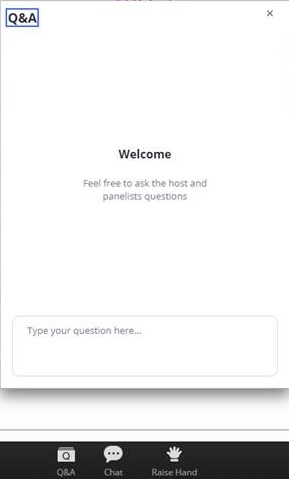 Q&A
×
Welcome
Feel free to ask the host and
panelists questions
Type your question here...
Q&A Chat Raise Hand